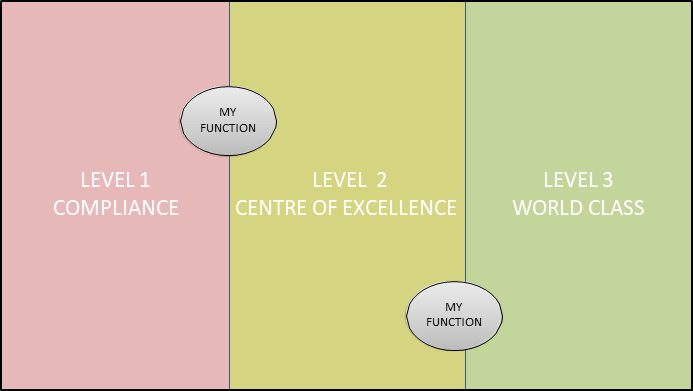 MY
FUNCTION
LEVEL 1
COMPLIANCE
LEVEL  2
CENTRE OF EXCELLENCE
LEVEL 3
WORLD CLASS
MY
FUNCTION